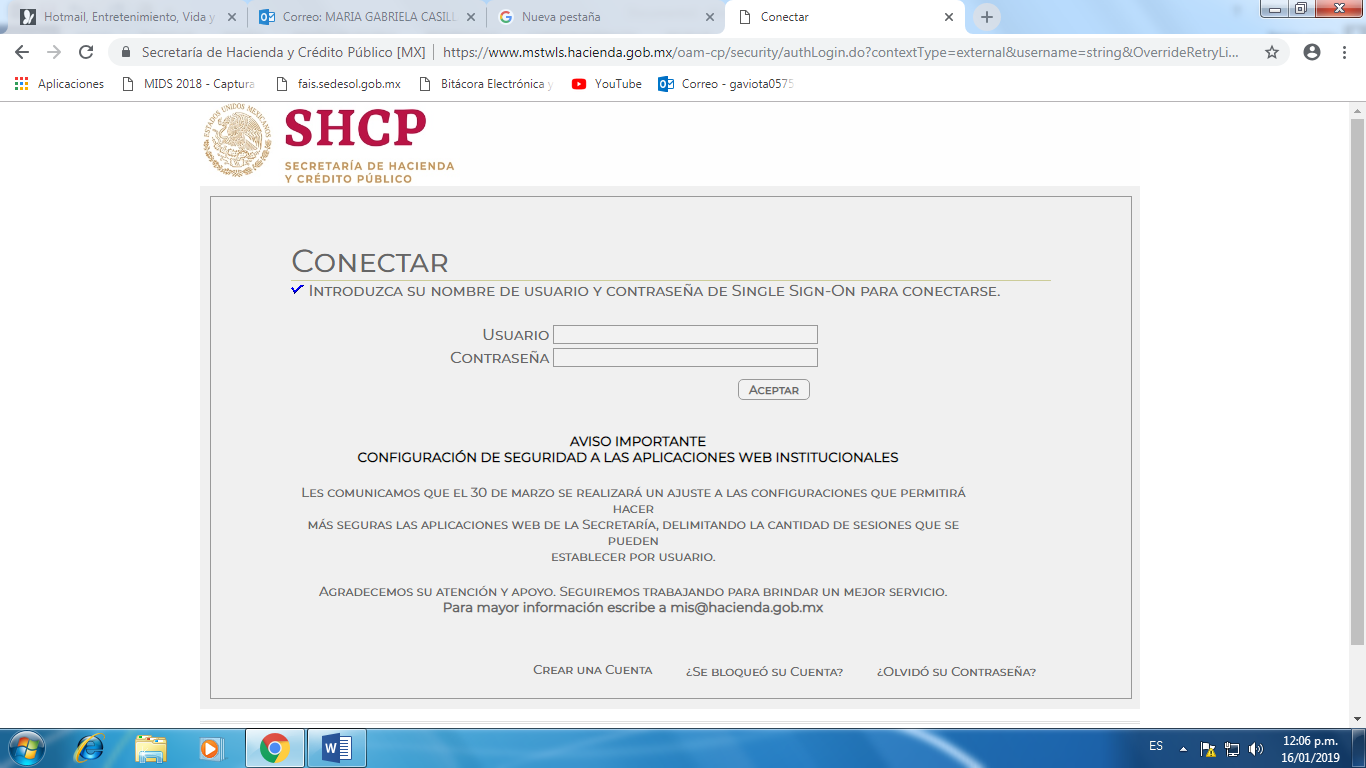 Hotmail, Entretenimiento, Vida y
Correo: MARIA GABRIELA CASILL
Nueva pestaña
Conectar
Secretaría de Hacienda y Crédito Público [MX]
https://www.mstwls.hacienda.gob.mx/oam-cp/security/authLogin.do?contextType=external&username=string&OverrideRetryLi...
Aplicaciones
MIDS 2018 - Captura
fais.sedesol.gob.mx
Bitácora Electrónica y
YouTube
Correo - gaviota0575
ESTADOS UNIDOS MEXICANOS
SHCP
SECRETARÍA DE HACIENDA
Y CRÉDITO PÚBLICO
Conectar
Introduzca su nombre de usuario y contraseña de Single Sign-On para conectarse.
Usuario
Contraseña
Aceptar
AVISO IMPORTANTE
CONFIGURACIÓN DE SEGURIDAD A LAS APLICACIONES WEB INSTITUCIONALES
Les comunicamos que el 30 de marzo se realizará un ajuste a las configuraciones que permitirá
hacer
más seguras las aplicaciones web de la Secretaría, delimitando la cantidad de sesiones que se
pueden
establecer por usuario.
Agradecemos su atención y apoyo. Seguiremos trabajando para brindar un mejor servicio.
Para mayor información escribe a mis@hacienda.gob.mx
Crear una Cuenta
¿Se bloqueó su Cuenta?
¿Olvidó su Contraseña?
ES
12:06 p.m.
16/01/2019